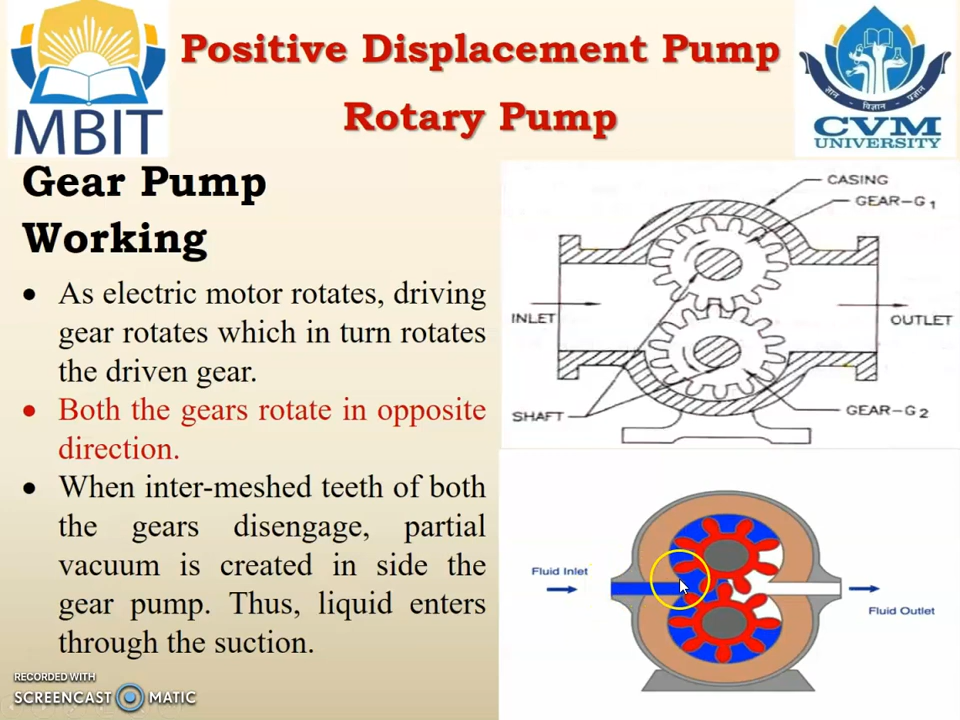 Positive Displacement Pump
Rotary Pump
MBIT
ज्ञान - विज्ञान - प्रज्ञान
CVM
UNIVERSITY
Gear Pump
Working
• As electric motor rotates, driving
gear rotates which in turn rotates
the driven gear.
• Both the gears rotate in opposite
direction.
• When inter-meshed teeth of both
the gears disengage, partial
vacuum is created in side the
gear pump. Thus, liquid enters
through the suction.
CASING
GEAR-G1
INLET
OUTLET
SHAFT
GEAR-G2
Fluid Inlet
Fluid Outlet
RECORDED WITH
SCREENCAST MATIC